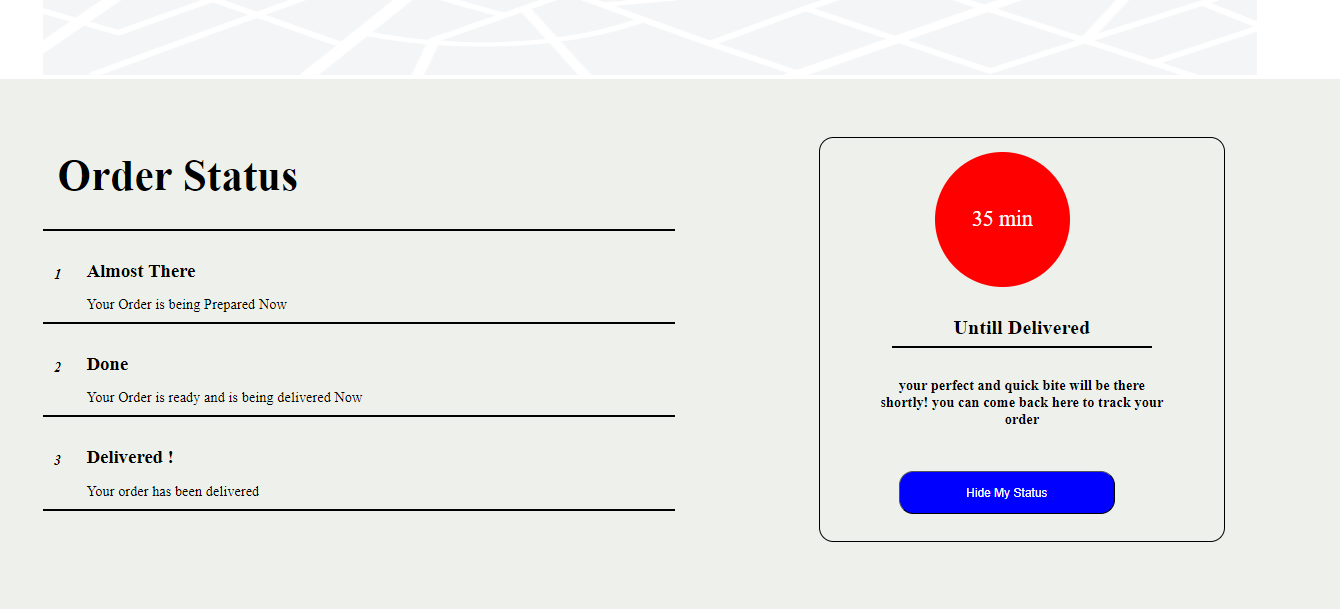 Order Status
1 Almost There
Your Order is being Prepared Now
2 Done
Your Order is ready and is being delivered Now
3 Delivered !
Your order has been delivered
35 min
Untill Delivered
your perfect and quick bite will be there
shortly! you can come back here to track your
order
Hide My Status